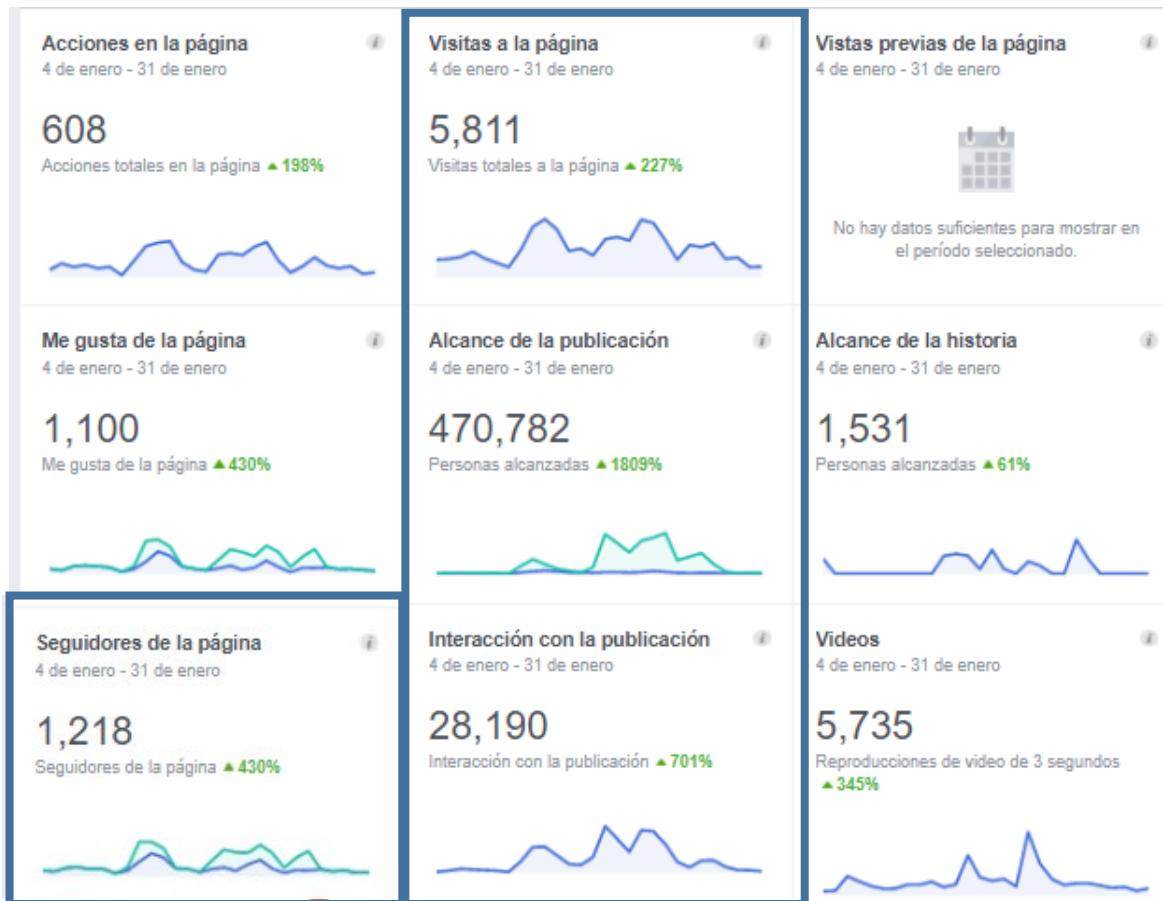 Acciones en la página
4 de enero - 31 de enero
608
Acciones totales en la página ▲ 198%
Visitas a la página
4 de enero - 31 de enero
5,811
Visitas totales a la página ▲ 227%
Vistas previas de la página
4 de enero - 31 de enero
No hay datos suficientes para mostrar en
el período seleccionado.
Me gusta de la página
4 de enero - 31 de enero
1,100
Me gusta de la página ▲ 430%
Alcance de la publicación
4 de enero - 31 de enero
470,782
Personas alcanzadas ▲ 1809%
Alcance de la historia
4 de enero - 31 de enero
1,531
Personas alcanzadas ▲ 61%
Seguidores de la página
4 de enero - 31 de enero
1,218
Seguidores de la página ▲ 430%
Interacción con la publicación
4 de enero - 31 de enero
28,190
Interacción con la publicación ▲ 701%
Videos
4 de enero - 31 de enero
5,735
Reproducciones de video de 3 segundos
▲ 345%